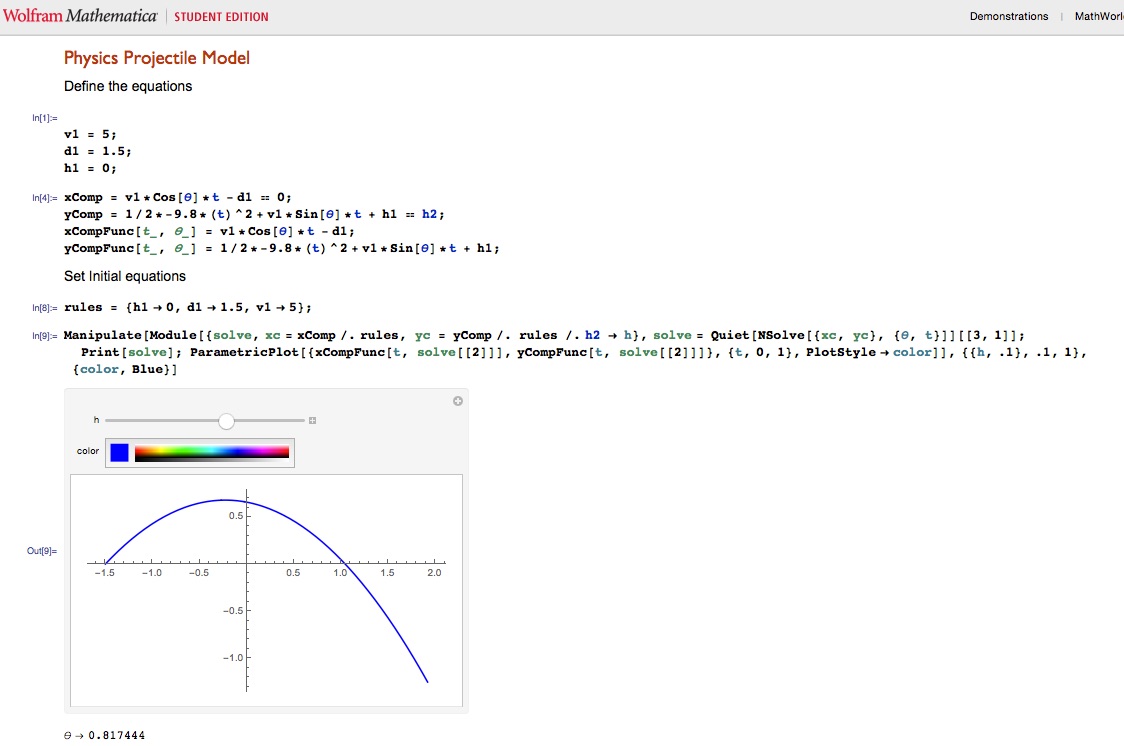 Wolfram Mathematica | STUDENT EDITION Demonstrations | MathWorl
Physics Projectile Model
Define the equations
In[1]:=
v1 = 5;
d1 = 1.5;
h1 = 0;
In[4]:= xComp = v1*Cos[θ]*t - d1 == 0;
yComp = 1/2*-9.8*(t)^2+v1*Sin[θ]*t + h1 == h2;
xCompFunc[t_, θ_] = v1*Cos[θ]*t - d1;
yCompFunc[t_, θ_] = 1/2*-9.8*(t)^2+v1*Sin[θ]*t + h1;
Set Initial equations
In[8]:= rules = {h1→0, d1→1.5, v1→5};
In[9]:= Manipulate[Module[{solve, xc = xComp /. rules, yc = yComp /. rules /. h2 → h}, solve = Quiet[NSolve[{xc, yc}, {θ, t}]][[3, 1]];
Print[solve]; ParametricPlot[{xCompFunc[t, solve[[2]]], yCompFunc[t, solve[[2]]]}, {t, 0, 1}, PlotStyle→color]], {{h, .1}, .1, 1},
{color, Blue}]
h
color
0.5
Out[9]=
-1.5 -1.0 -0.5 0.5 1.0 1.5 2.0
-0.5
-1.0
θ → 0.817444